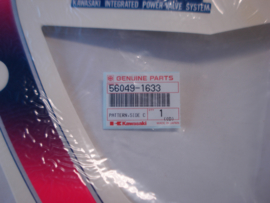 KAWASAKI INTEGRATED POWER VALVE SYSTEM
GENUINE PARTS
56049-1633
PATTERN,SIDE C
1
Kawasaki